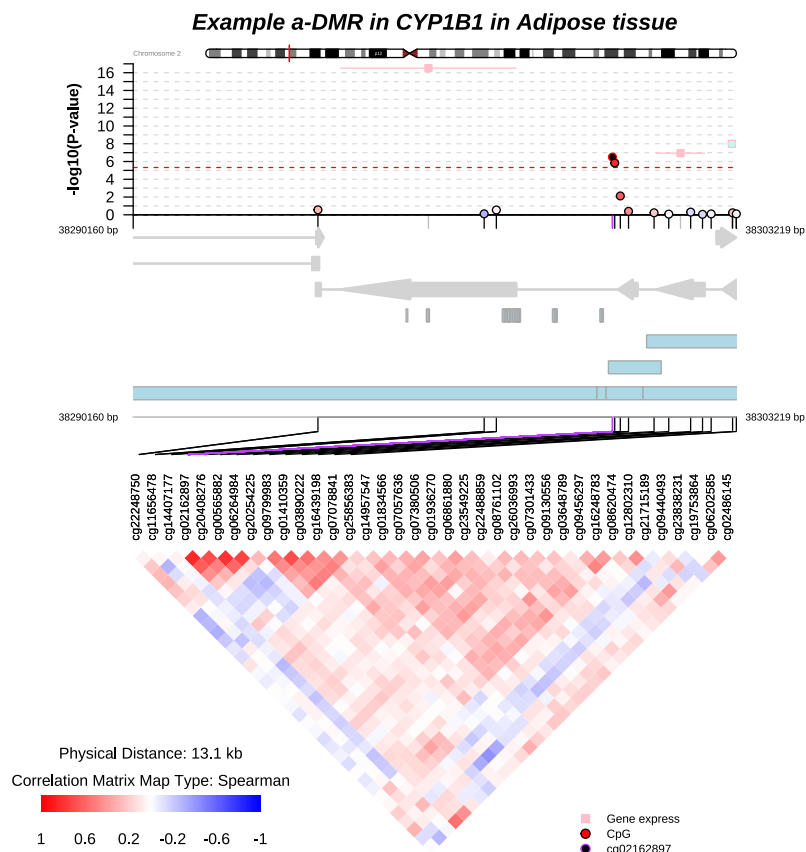 Example a-DMR in CYP1B1 in Adipose tissue
Chromosome 2
p12
-log10(P-value)
16
14
12
10
8
6
4
2
0
38290160 bp
38303219 bp
38290160 bp
38303219 bp
cg22248750
cg11656478
cg14407177
cg02162897
cg20408276
cg00565882
cg06264984
cg20254225
cg09799983
cg01410359
cg03890222
cg16439198
cg07078841
cg25856383
cg14957547
cg01834566
cg07057636
cg07380506
cg01936270
cg06861880
cg23549225
cg22488859
cg08761102
cg26036993
cg07301433
cg09130556
cg03648789
cg09456297
cg16248783
cg08620474
cg12802310
cg21715189
cg09440493
cg23838231
cg19753864
cg06202585
cg02486145
Physical Distance: 13.1 kb
Correlation Matrix Map Type: Spearman
1 0.6 0.2 -0.2 -0.6 -1
Gene express
CpG
cg02162897